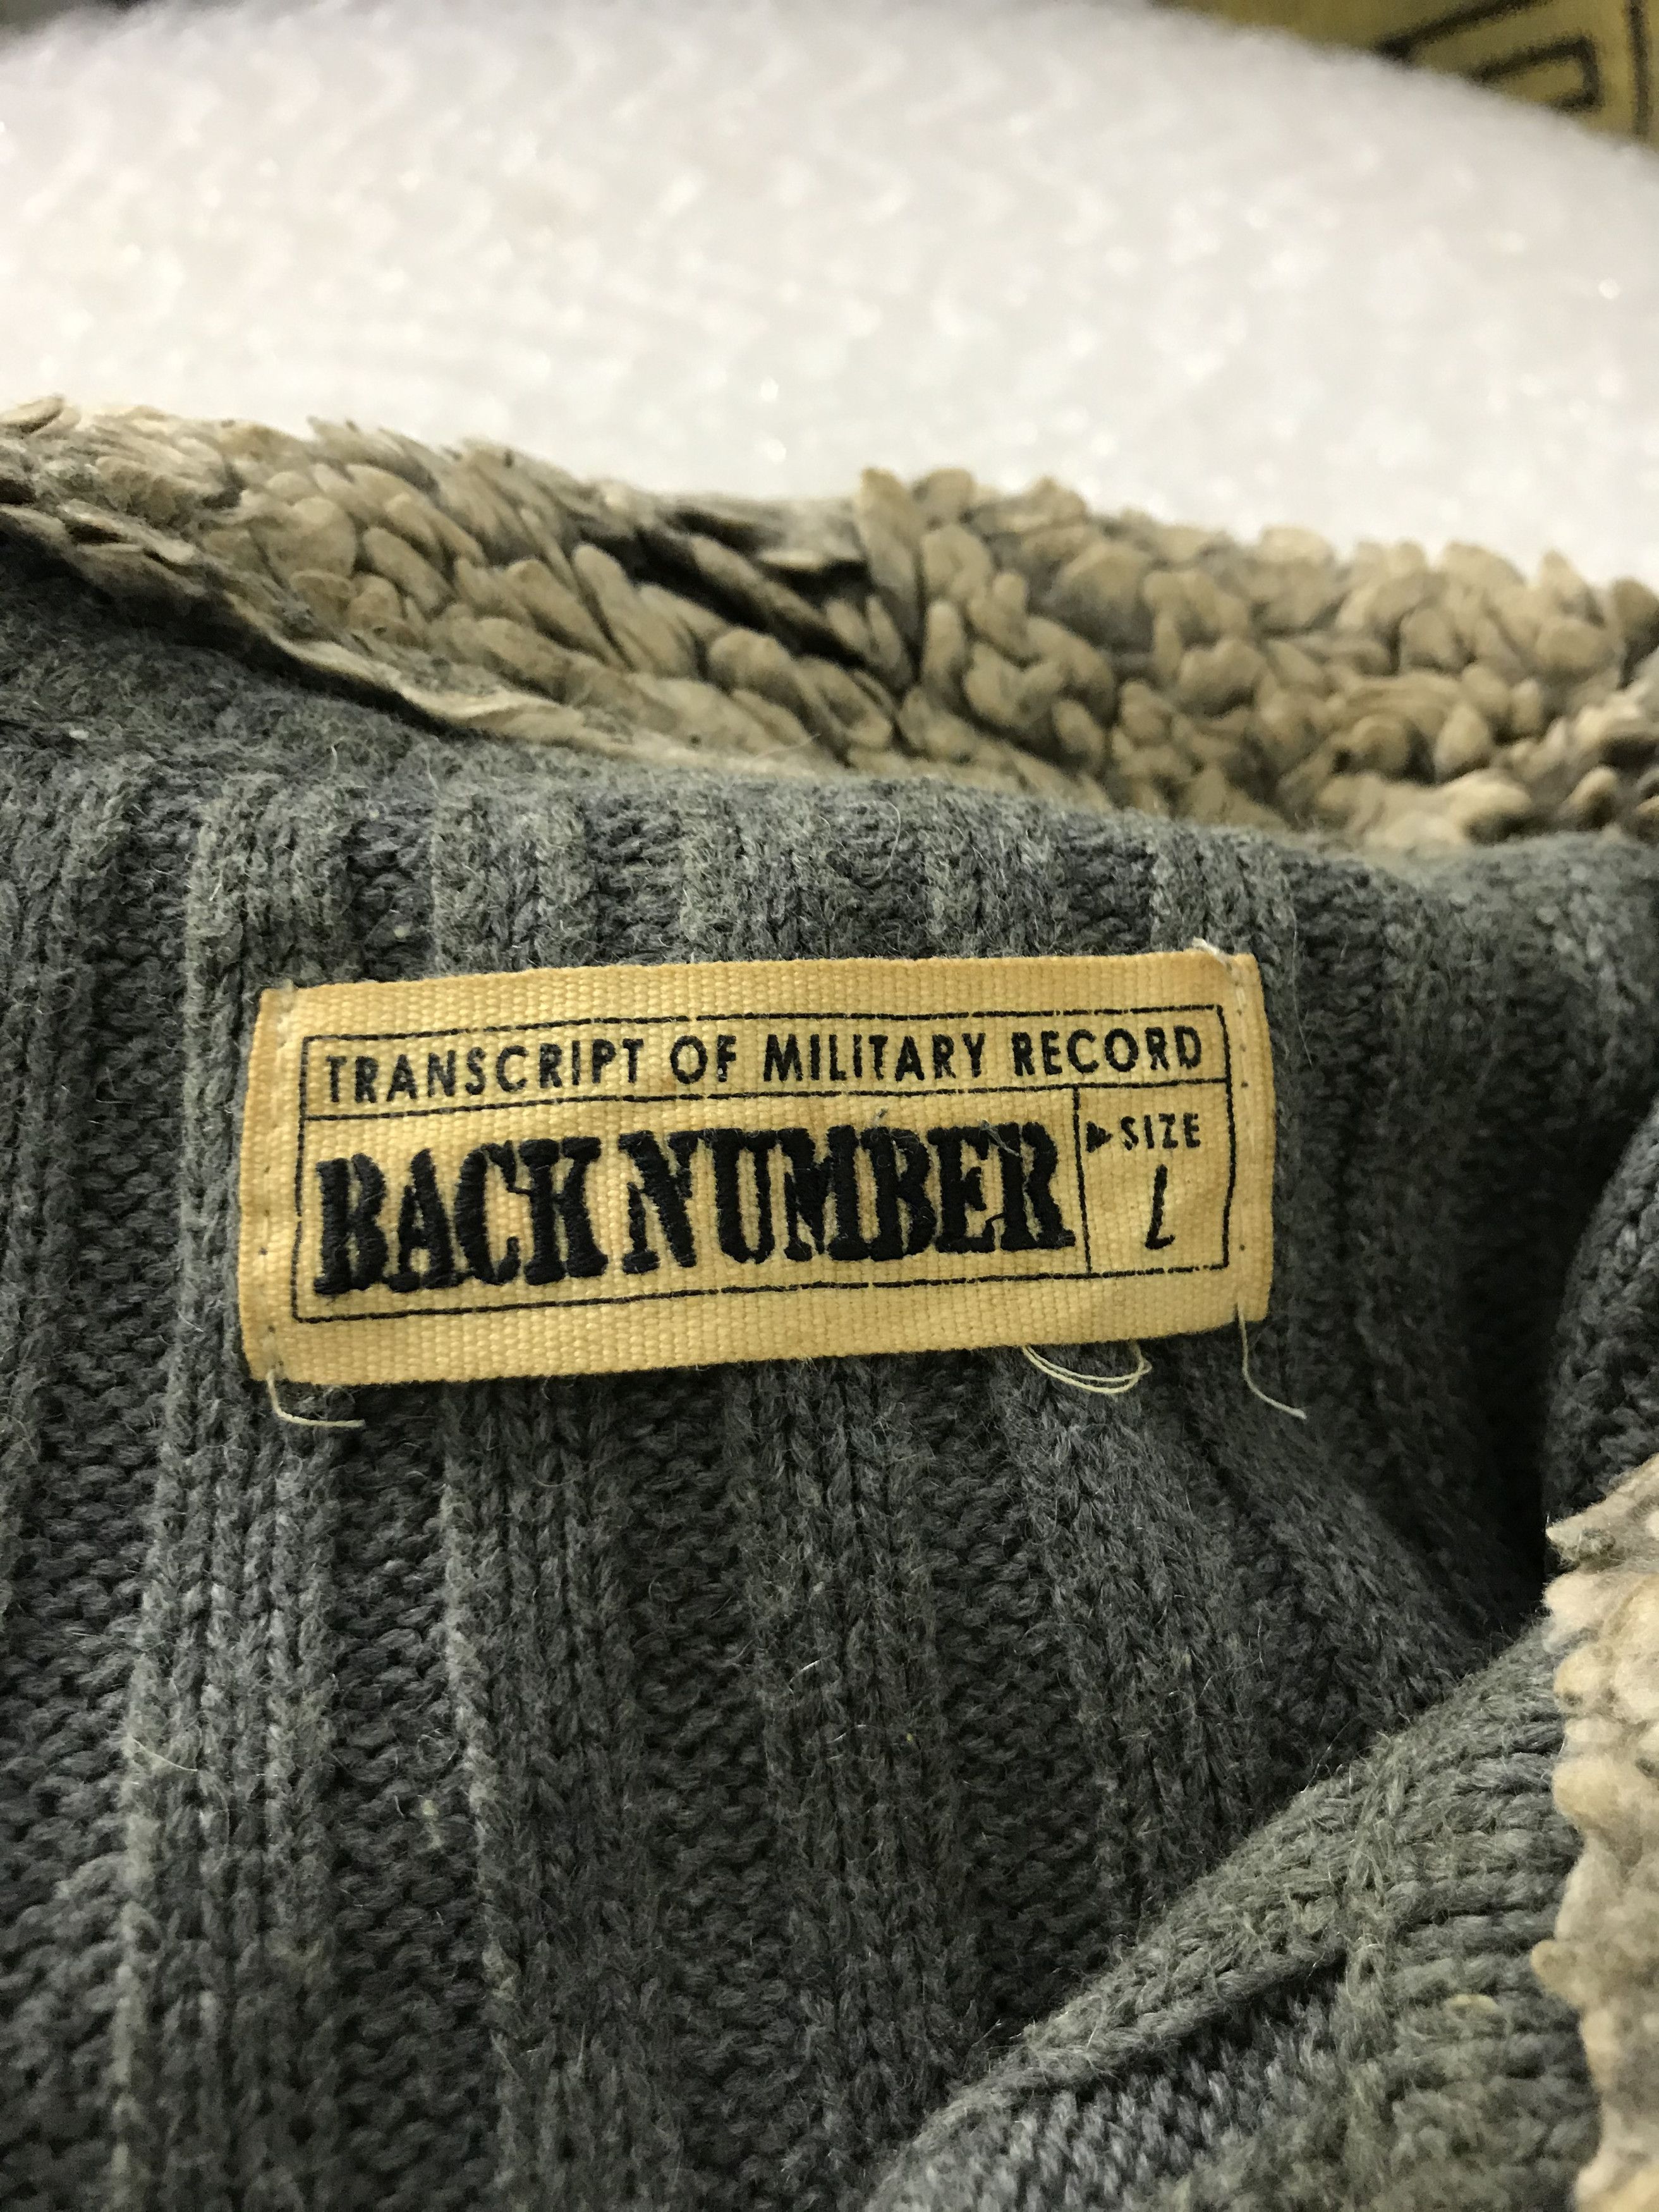 TRANSCRIPT OF MILITARY RECORD
BACK NUMBER
▶SIZE
L